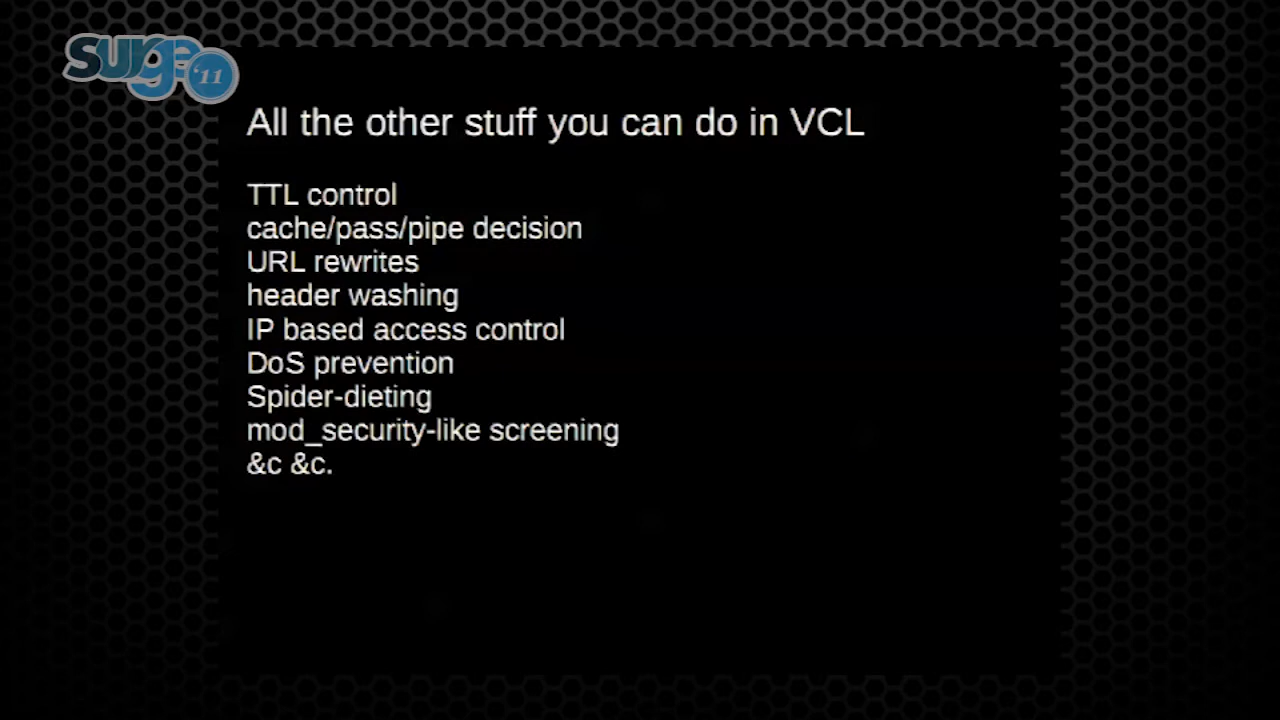 surge '11
All the other stuff you can do in VCL
TTL control
cache/pass/pipe decision
URL rewrites
header washing
IP based access control
DoS prevention
Spider-dieting
mod_security-like screening
&c &c.